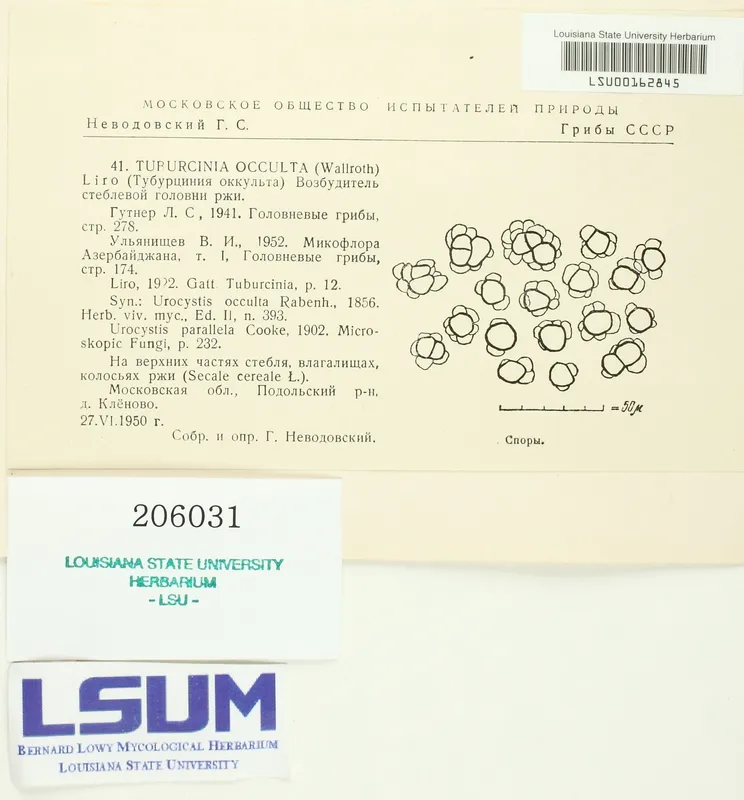 Louisiana State University Herbarium
LSU00162845
МОСКОВСКОЕ ОБЩЕСТВО ИСПЫТАТЕЛЕЙ ПРИРОДЫ
Неводовский Г. С.
Грибы СССР
41. TUPURCINIA OCCULTA (Wallroth)
Liro (Тубурциния оккульта) Возбудитель
стеблевой головни ржи.
Гутнер Л. С., 1941. Головневые грибы,
стр. 278.
Ульянищев В. И., 1952. Микофлора
Азербайджана, т. I, Головневые грибы,
стр. 174.
Liro, 1922. Gatt. Tuburcinia, p. 12.
Syn.: Urocystis occulta Rabenh., 1856.
Herb. viv. myc., Ed. II, n. 393.
Urocystis parallela Cooke, 1902. Micro-
skopic Fungi, p. 232.
На верхних частях стебля, влагалищах,
колосьях ржи (Secale cereale L.).
Московская обл., Подольский р-н,
д. Клёново.
27.VI.1950 г.
Собр. и опр. Г. Неводовский.
= 50 μ
Споры.
206031
LOUISIANA STATE UNIVERSITY
HERBARIUM
- LSU -
LSUM
BERNARD LOWY MYCOLOGICAL HERBARIUM
LOUISIANA STATE UNIVERSITY